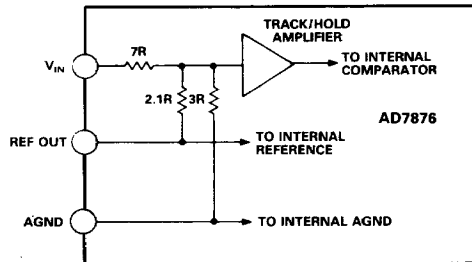 TRACK/HOLD
AMPLIFIER
7R
VIN
TO INTERNAL
COMPARATOR
2.1R 3R
AD7876
REF OUT
TO INTERNAL
REFERENCE
AGND
TO INTERNAL AGND